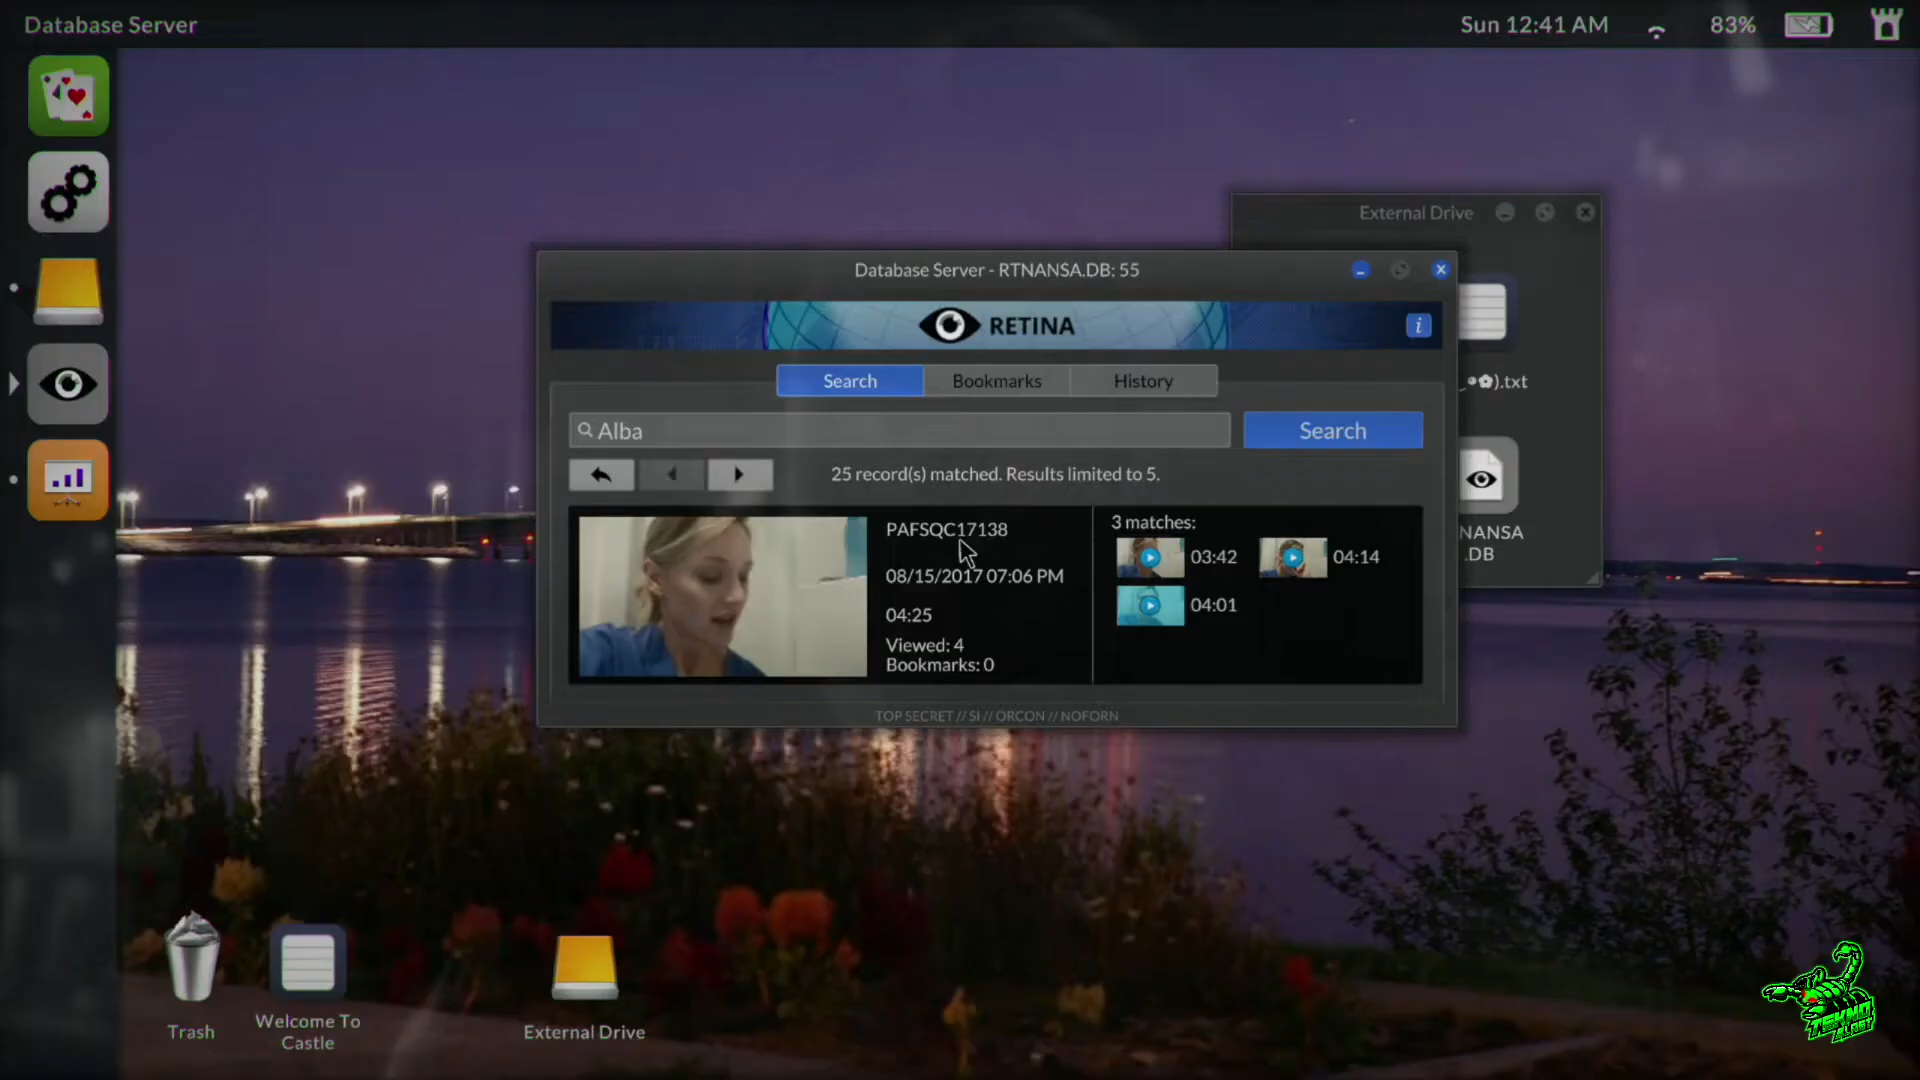 Database Server
Sun 12:41 AM
83%
External Drive
Database Server - RTNANSA.DB: 55
RETINA
Search
Bookmarks
History
Alba
Search
25 record(s) matched. Results limited to 5.
PAFSQC17138
08/15/2017 07:06 PM
04:25
Viewed: 4
Bookmarks: 0
3 matches:
03:42
04:14
04:01
TOP SECRET // SI // ORCON // NOFORN
_•✿).txt
NANSA
.DB
Trash
Welcome To
Castle
External Drive
TEKNO